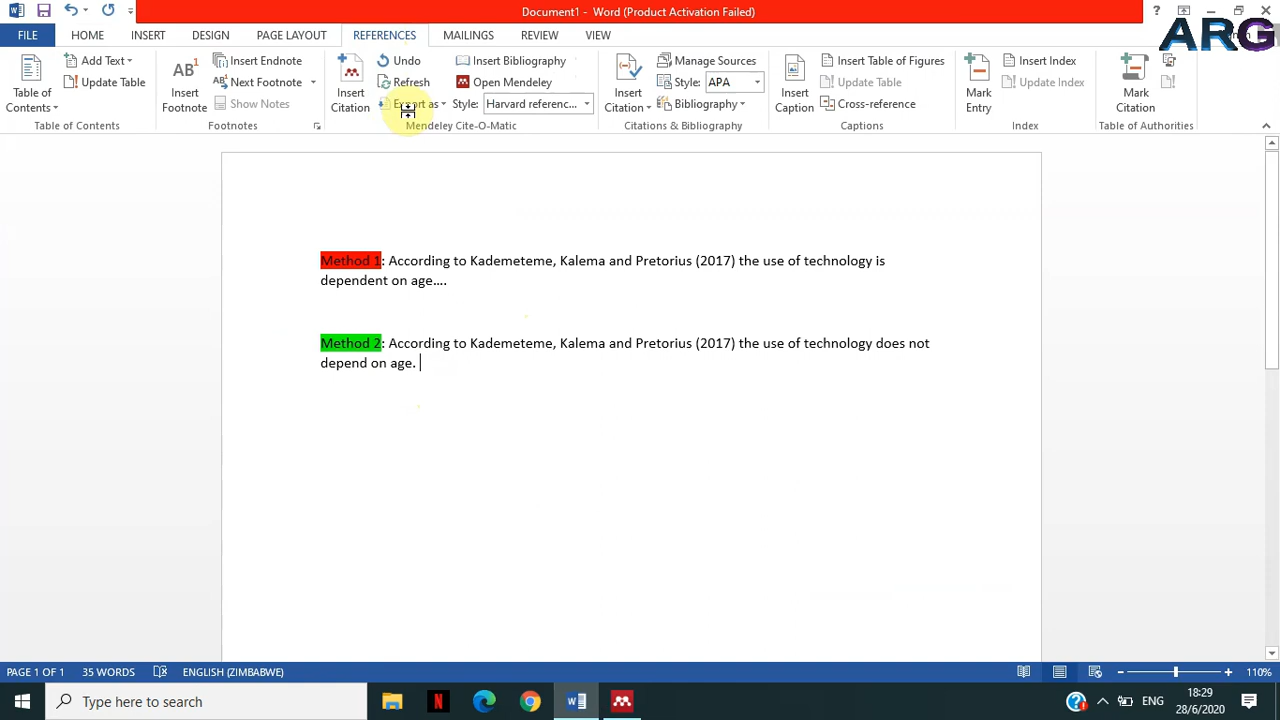 Document1 - Word (Product Activation Failed)
ARG
FILE HOME INSERT DESIGN PAGE LAYOUT REFERENCES MAILINGS REVIEW VIEW
Table of Contents
Add Text
Update Table
Table of Contents
AB1
Insert Footnote
Insert Endnote
Next Footnote
Show Notes
Footnotes
Insert Citation
Undo
Refresh
Export as
Insert Bibliography
Open Mendeley
Style: Harvard referenc...
Mendeley Cite-O-Matic
Insert Citation
Manage Sources
Style: APA
Bibliography
Citations & Bibliography
Insert Caption
Insert Table of Figures
Update Table
Cross-reference
Captions
Mark Entry
Insert Index
Update Index
Index
Mark Citation
Table of Authorities
Method 1: According to Kademeteme, Kalema and Pretorius (2017) the use of technology is
dependent on age….
Method 2: According to Kademeteme, Kalema and Pretorius (2017) the use of technology does not
depend on age.
PAGE 1 OF 1 35 WORDS ENGLISH (ZIMBABWE) 110%
Type here to search
ENG
18:29
28/6/2020